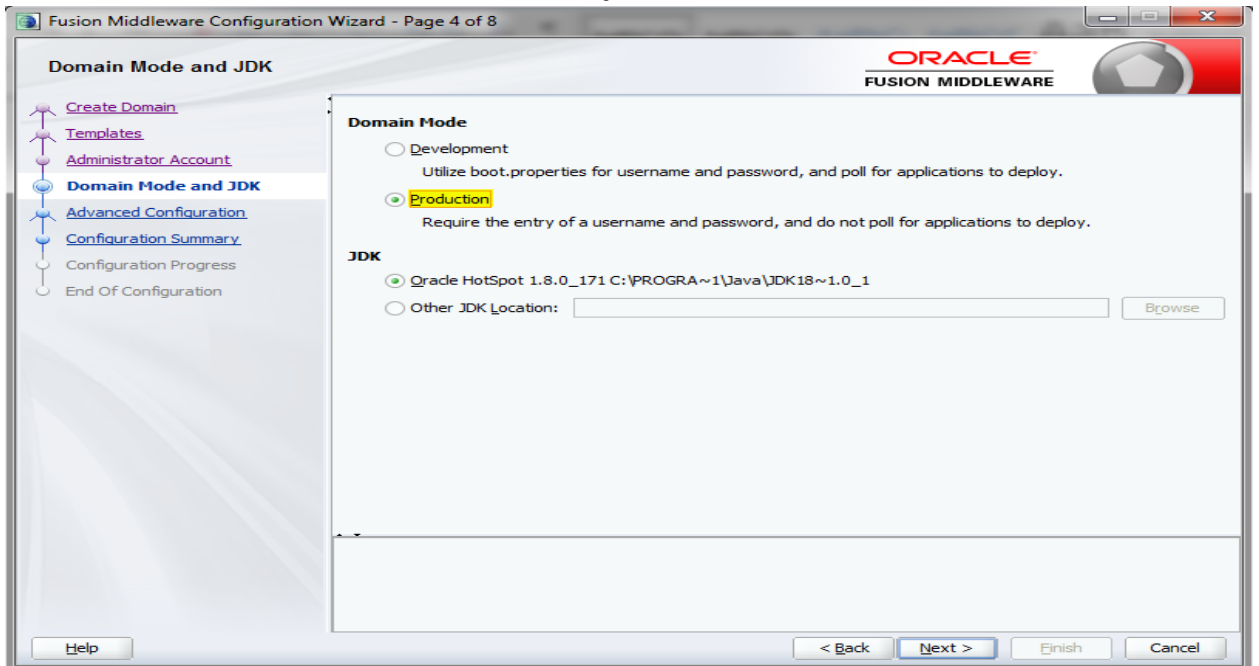 Fusion Middleware Configuration Wizard - Page 4 of 8
Domain Mode and JDK
ORACLE
FUSION MIDDLEWARE
Create Domain
Templates
Administrator Account
Domain Mode and JDK
Advanced Configuration
Configuration Summary
Configuration Progress
End Of Configuration
Domain Mode
Development
Utilize boot.properties for username and password, and poll for applications to deploy.
Production
Require the entry of a username and password, and do not poll for applications to deploy.
JDK
Oracle HotSpot 1.8.0_171 C:\PROGRA~1\Java\JDK18~1.0_1
Other JDK Location:
Browse
Help
< Back
Next >
Finish
Cancel